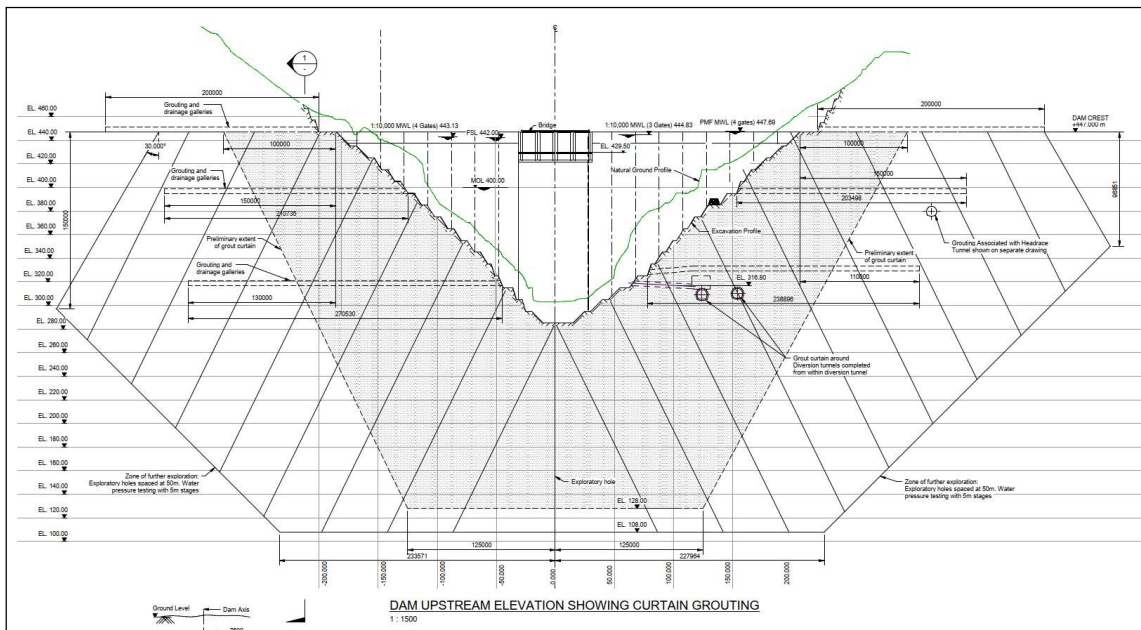 ℄
1
-
200000
Grouting and
drainage galleries
1:10,000 MWL (4 Gates) 443.13
FSL 442.00
Bridge
1:10,000 MWL (3 Gates) 444.83
PMF MWL (4 gates) 447.69
200000
DAM CREST
+447.000 m
EL. 460.00
EL. 440.00
EL. 420.00
EL. 400.00
EL. 380.00
EL. 360.00
EL. 340.00
EL. 320.00
EL. 300.00
EL. 280.00
EL. 260.00
EL. 240.00
EL. 220.00
EL. 200.00
EL. 180.00
EL. 160.00
EL. 140.00
EL. 120.00
EL. 100.00
30.000°
100000
EL. 429.50
100000
Grouting and
drainage galleries
MOL 400.00
Natural Ground Profile
150000
210735
203498
150000
Preliminary extent
of grout curtain
Excavation Profile
Grouting Associated with Headrace
Tunnel shown on separate drawing
Preliminary extent
of grout curtain
Grouting and
drainage galleries
EL. 316.80
130000
270530
238896
Grout curtain around
Diversion tunnels completed
from within diversion tunnel
Zone of further exploration:
Exploratory holes spaced at 50m. Water
pressure testing with 5m stages
Exploratory hole
Zone of further exploration:
Exploratory holes spaced at 50m. Water
pressure testing with 5m stages
EL. 128.00
EL. 108.00
125000
125000
233571
227964
-200.000
-150.000
-100.000
-50.000
50.000
100.000
150.000
200.000
DAM UPSTREAM ELEVATION SHOWING CURTAIN GROUTING
1 : 1500
Ground Level
Dam Axis